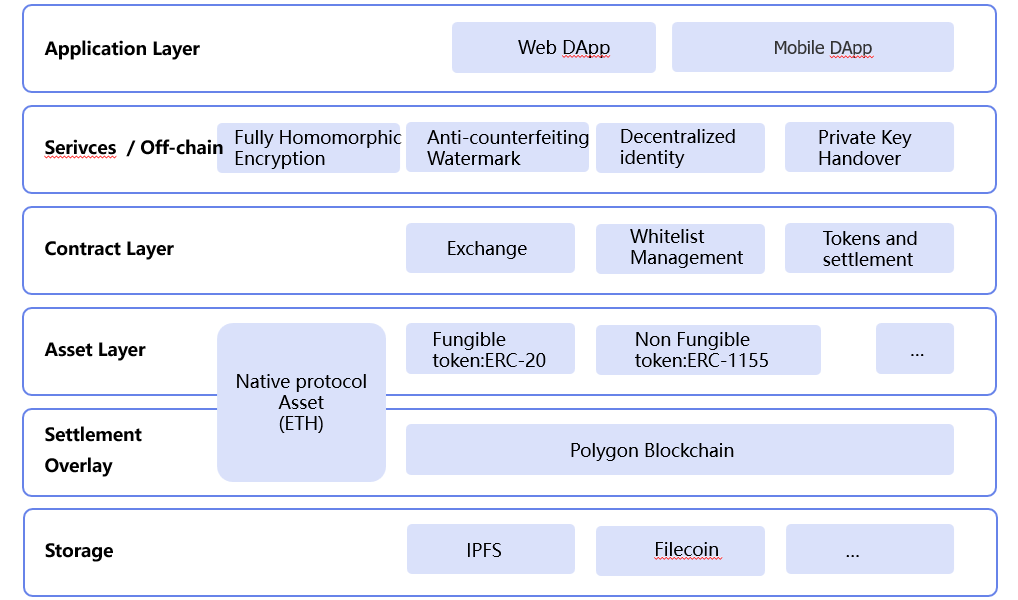 Application Layer
Web DApp
Mobile DApp
Serivces / Off-chain
Fully Homomorphic
Encryption
Anti-counterfeiting
Watermark
Decentralized
identity
Private Key
Handover
Contract Layer
Exchange
Whitelist
Management
Tokens and
settlement
Asset Layer
Native protocol
Asset
(ETH)
Fungible
token:ERC-20
Non Fungible
token:ERC-1155
...
Settlement
Overlay
Polygon Blockchain
Storage
IPFS
Filecoin
...